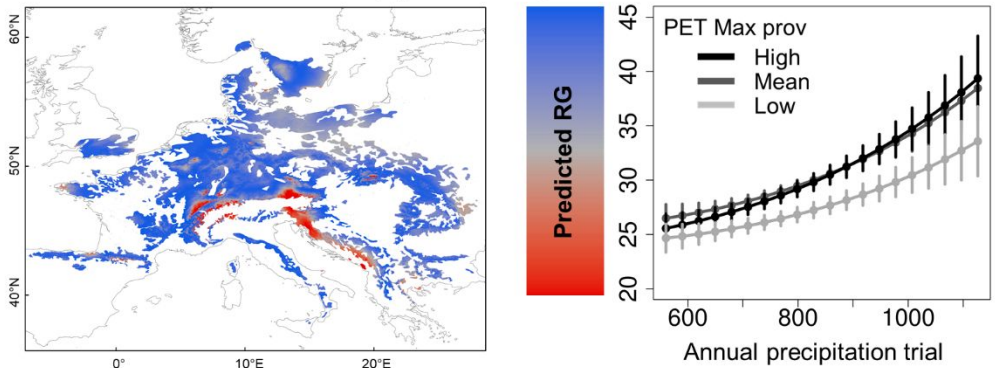 60°N
50°N
40°N
0°
10°E
20°E
Predicted RG
45
40
35
30
25
20
PET Max prov
High
Mean
Low
600
800
1000
Annual precipitation trial